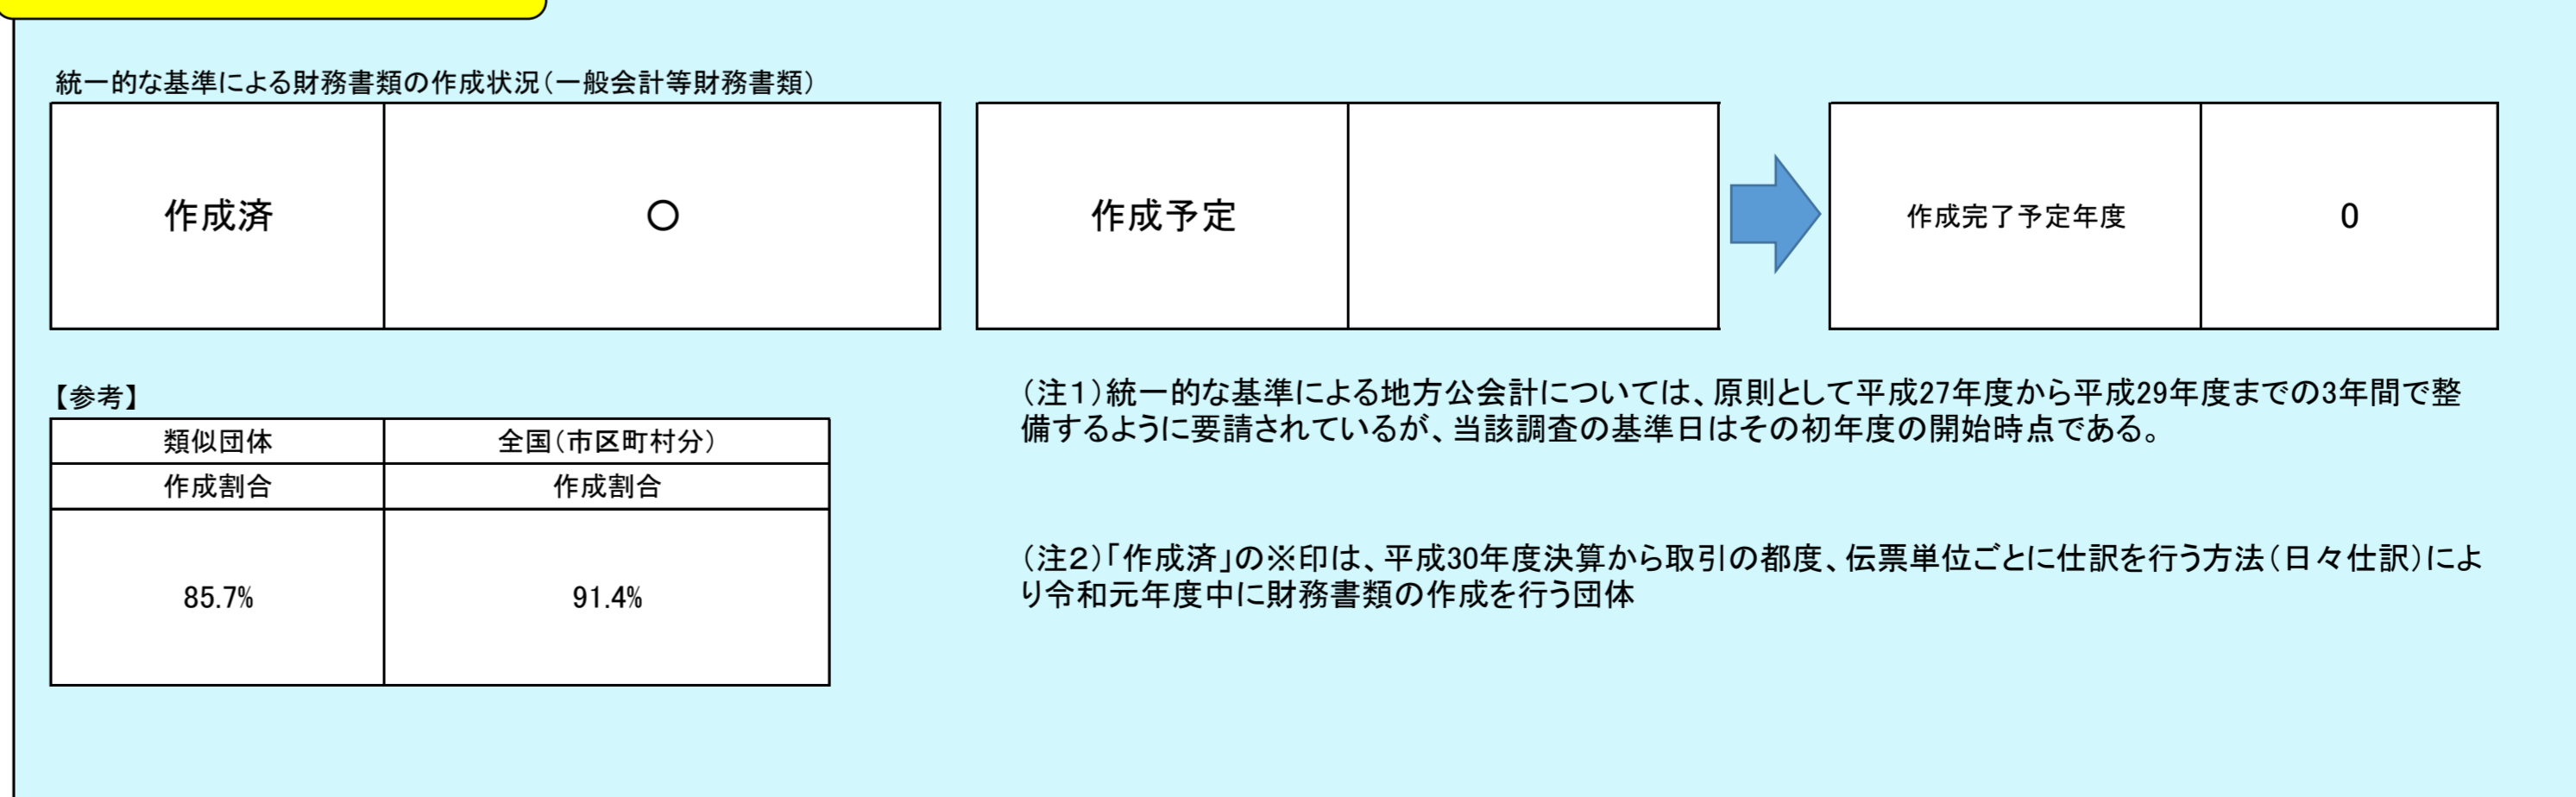 統一的な基準による財務書類の作成状況（一般会計等財務書類）
作成済 〇 作成予定 作成完了予定年度 0
【参考】
類似団体 全国（市区町村分）
作成割合 作成割合
85.7% 91.4%
（注１）統一的な基準による地方公会計については、原則として平成27年度から平成29年度までの3年間で整
備するように要請されているが、当該調査の基準日はその初年度の開始時点である。
（注２）「作成済」の※印は、平成30年度決算から取引の都度、伝票単位ごとに仕訳を行う方法（日々仕訳）によ
り令和元年度中に財務書類の作成を行う団体